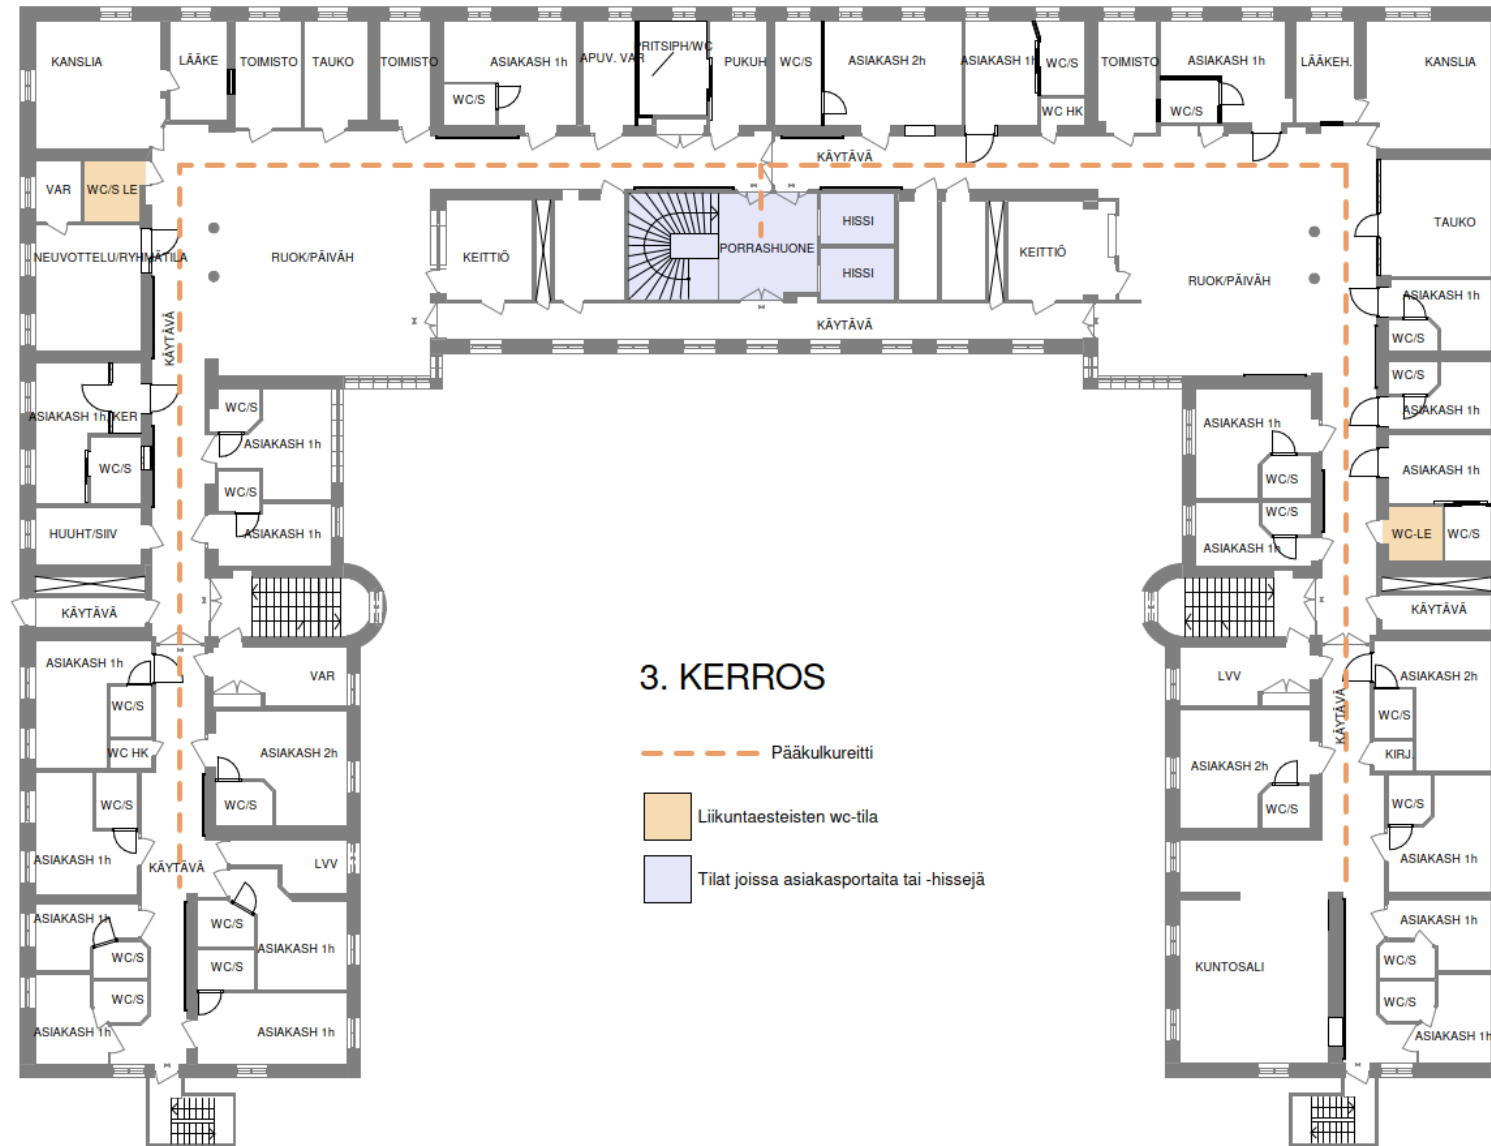 KANSLIA
LÄÄKE
TOIMISTO
TAUKO
TOIMISTO
ASIAKASH 1h
WC/S
APUV. VAR
PRITSIPH/WC
PUKUH
WC/S
ASIAKASH 2h
ASIAKASH 1h
WC/S
WC HK
TOIMISTO
ASIAKASH 1h
WC/S
LÄÄKEH.
KANSLIA
KÄYTÄVÄ
VAR
WC/S LE
NEUVOTTELU/RYHMÄTILA
RUOK/PÄIVÄH
KEITTIÖ
PORRASHUONE
HISSI
HISSI
KEITTIÖ
RUOK/PÄIVÄH
TAUKO
KÄYTÄVÄ
KÄYTÄVÄ
ASIAKASH 1h
WC/S
WC/S
ASIAKASH 1h
ASIAKASH 1h
KER
WC/S
WC/S
ASIAKASH 1h
WC/S
ASIAKASH 1h
HUUHT/SIIV
ASIAKASH 1h
WC/S
WC/S
ASIAKASH 1h
ASIAKASH 1h
WC-LE
WC/S
KÄYTÄVÄ
KÄYTÄVÄ
ASIAKASH 1h
WC/S
WC HK
VAR
ASIAKASH 2h
WC/S
3. KERROS
Pääkulkureitti
Liikuntaesteisten wc-tila
Tilat joissa asiakasportaita tai -hissejä
LVV
KÄYTÄVÄ
ASIAKASH 2h
WC/S
KIRJ.
ASIAKASH 2h
WC/S
WC/S
ASIAKASH 1h
KÄYTÄVÄ
LVV
WC/S
ASIAKASH 1h
ASIAKASH 1h
WC/S
WC/S
ASIAKASH 1h
WC/S
ASIAKASH 1h
WC/S
ASIAKASH 1h
KUNTOSALI
ASIAKASH 1h
WC/S
WC/S
ASIAKASH 1h